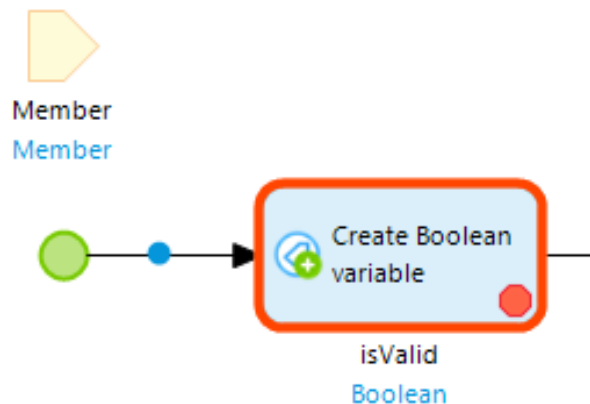 Member
Member
Create Boolean
variable
isValid
Boolean